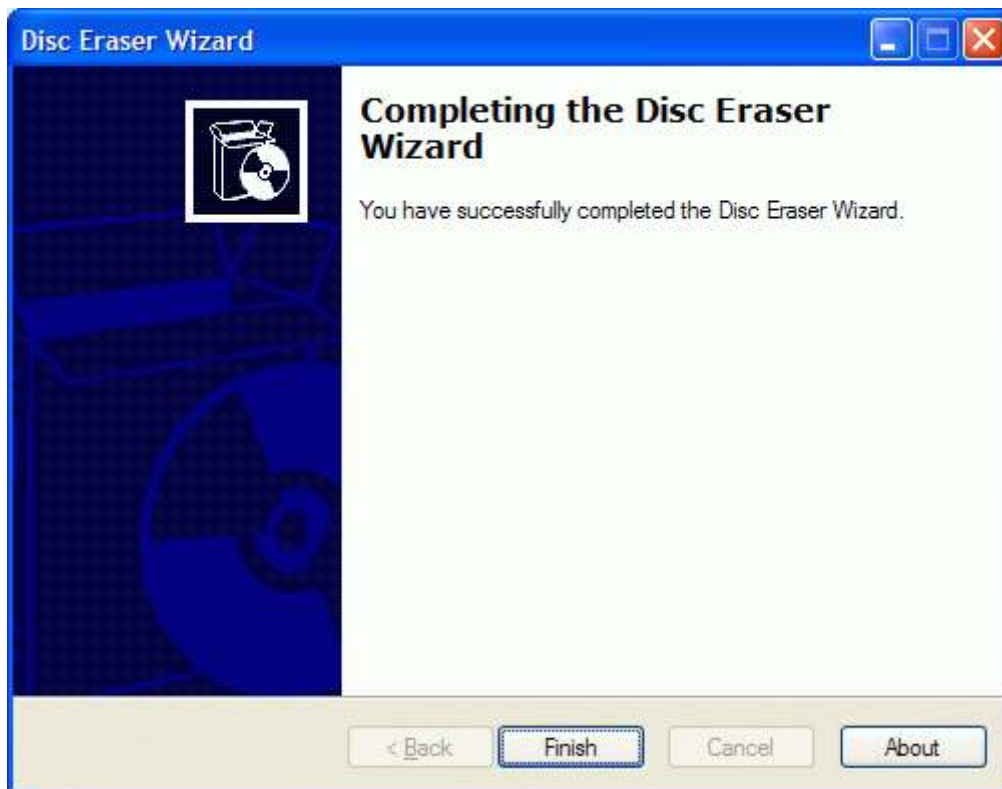 Disc Eraser Wizard
Completing the Disc Eraser
Wizard
You have successfully completed the Disc Eraser Wizard.
< Back Finish Cancel About